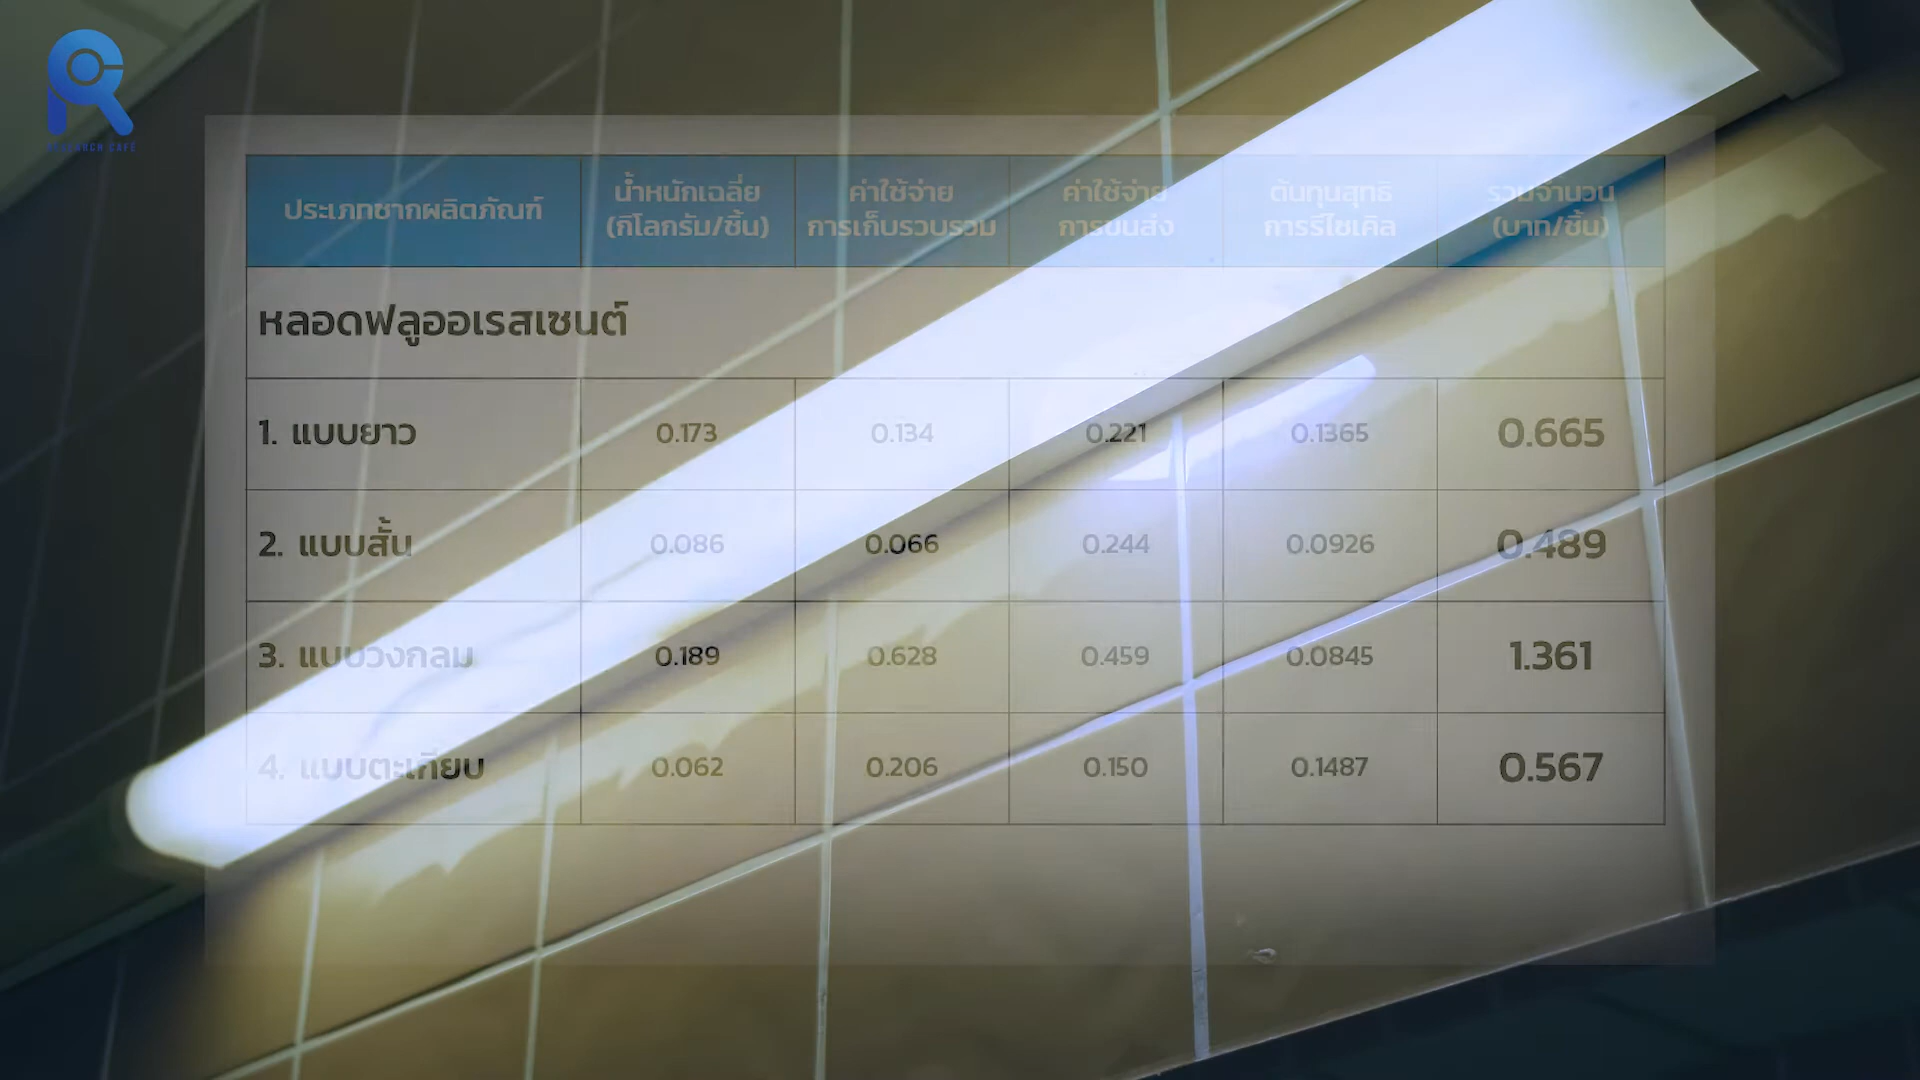 RESEARCH CAFÉ
ประเภทซากผลิตภัณฑ์ น้ำหนักเฉลี่ย (กิโลกรัม/ชิ้น) ค่าใช้จ่าย การเก็บรวบรวม ค่าใช้จ่าย การขนส่ง ต้นทุนสุทธิ การรีไซเคิล รวมจำนวน (บาท/ชิ้น)
หลอดฟลูออเรสเซนต์
1. แบบยาว 0.173 0.134 0.221 0.1365 0.665
2. แบบสั้น 0.086 0.066 0.244 0.0926 0.489
3. แบบวงกลม 0.189 0.628 0.459 0.0845 1.361
4. แบบตะเกียบ 0.062 0.206 0.150 0.1487 0.567